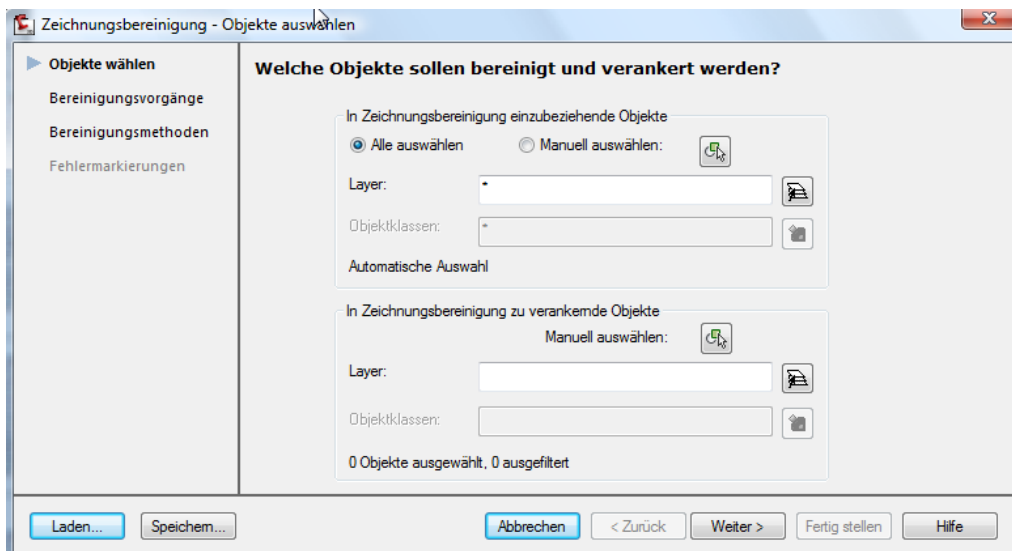 Zeichnungsbereinigung - Objekte auswählen
Objekte wählen
Bereinigungsvorgänge
Bereinigungsmethoden
Fehlermarkierungen
Welche Objekte sollen bereinigt und verankert werden?
In Zeichnungsbereinigung einzubeziehende Objekte
Alle auswählen Manuell auswählen:
Layer: *
Objektklassen: *
Automatische Auswahl
In Zeichnungsbereinigung zu verankernde Objekte
Manuell auswählen:
Layer:
Objektklassen:
0 Objekte ausgewählt, 0 ausgefiltert
Laden... Speichern... Abbrechen < Zurück Weiter > Fertig stellen Hilfe